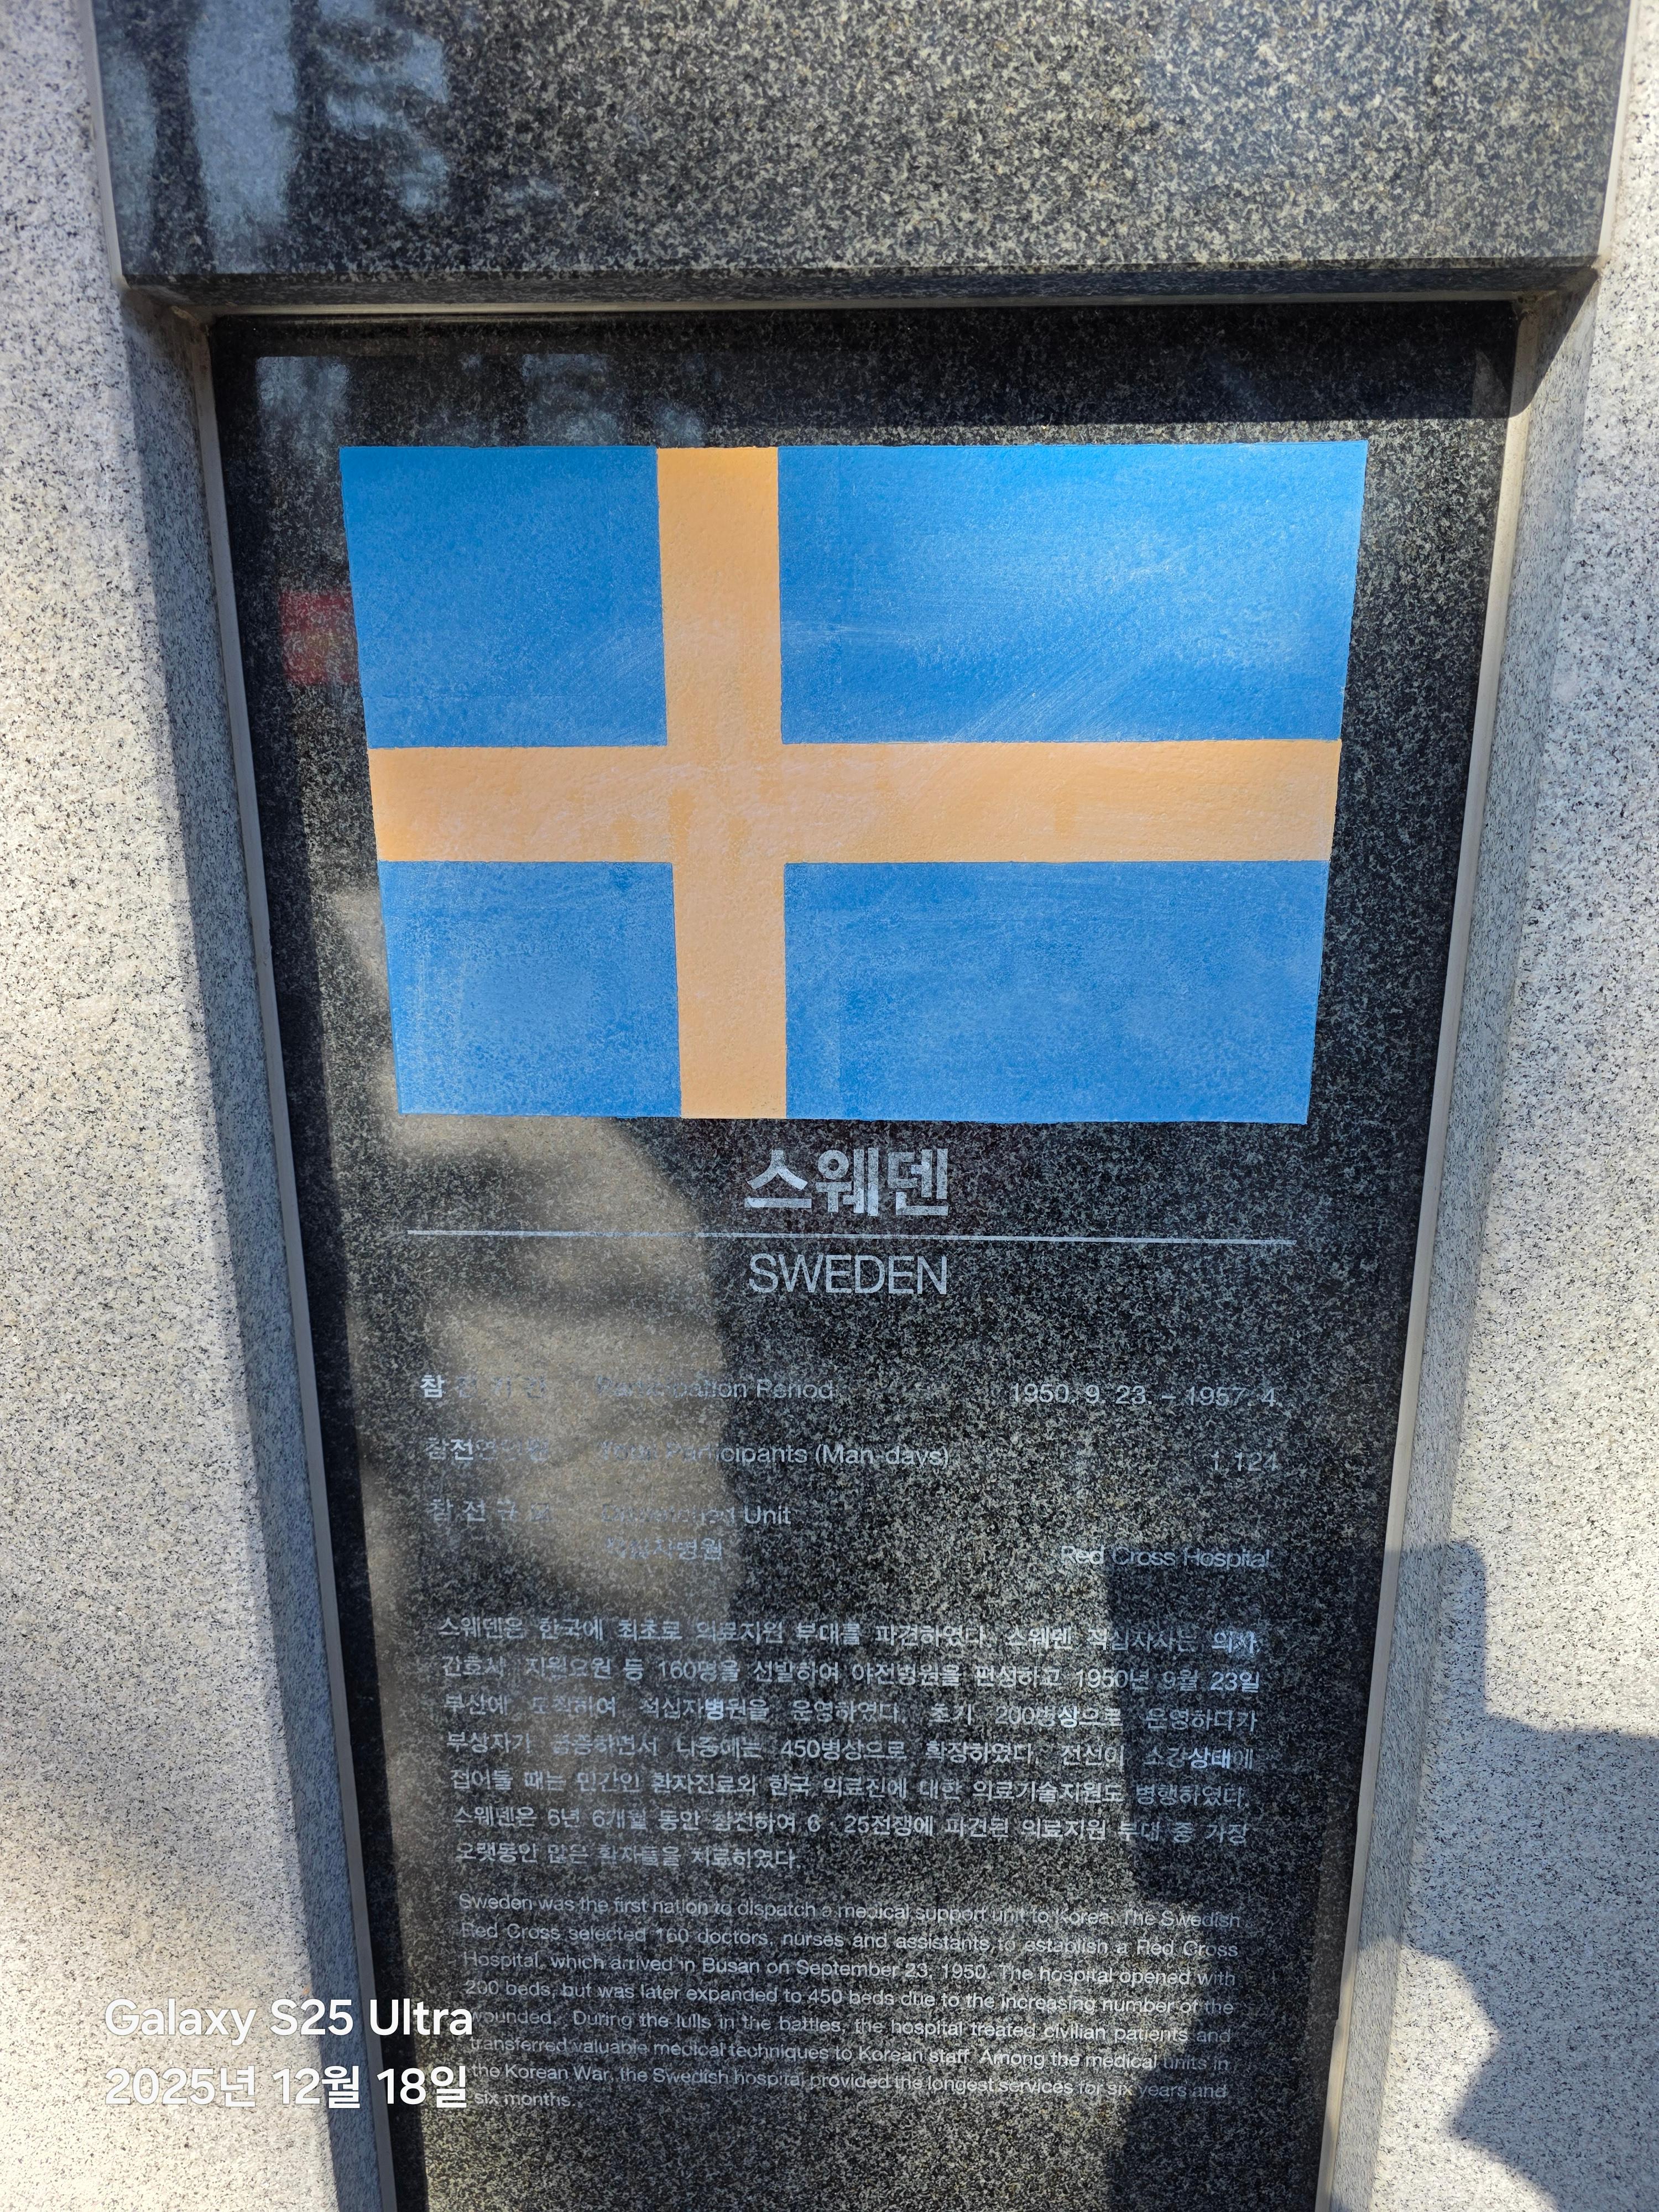 스웨덴
SWEDEN
참전기간 Participation Period 1950. 9. 23. – 1957. 4.
참전연인원 Total Participants (Man-days) 1,124
참전규모 Unit
적십자병원 Red Cross Hospital
스웨덴은 한국에 최초로 의료지원 부대를 파견하였다. 스웨덴 적십자사는 의사,
간호사, 지원요원 등 160명을 선발하여 야전병원을 편성하고 1950년 9월 23일
부산에 도착하여 적십자병원을 운영하였다. 초기 200병상으로 운영하다가
부상자가 급증하면서 나중에는 450병상으로 확장하였다. 전선이 소강상태에
접어들 때는 민간인 환자진료와 한국 의료진에 대한 의료기술지원도 병행하였다.
스웨덴은 6년 6개월 동안 참전하여 6 · 25전쟁에 파견된 의료지원 부대 중 가장
오랫동안 많은 환자들을 치료하였다.
Sweden was the first nation to dispatch a medical support unit to Korea. The Swedish
Red Cross selected 160 doctors, nurses and assistants to establish a Red Cross
Hospital, which arrived in Busan on September 23, 1950. The hospital opened with
200 beds, but was later expanded to 450 beds due to the increasing number of the
wounded. During the lulls in the battles, the hospital treated civilian patients and
transferred valuable medical techniques to Korean staff. Among the medical units in
the Korean War, the Swedish hospital provided the longest services for six years and
six months.
Galaxy S25 Ultra
2025년 12월 18일